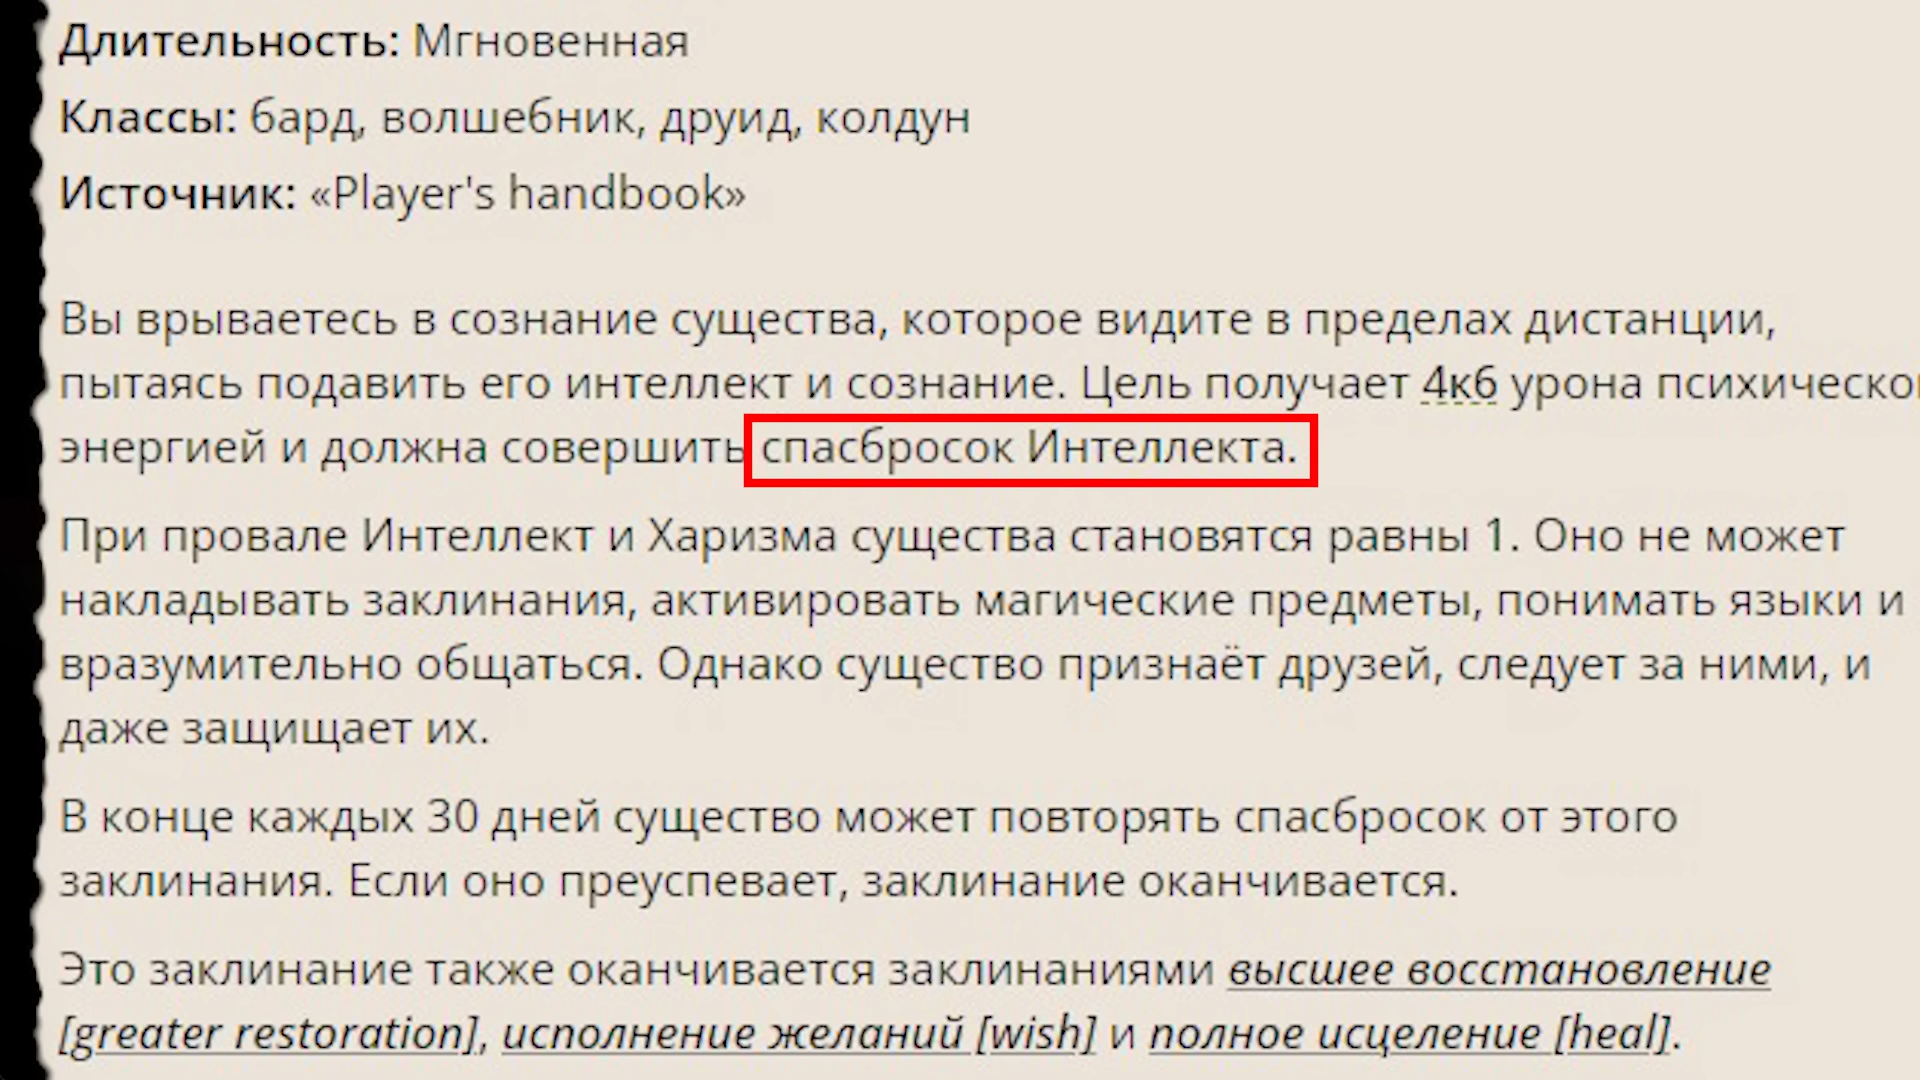 Длительность: Мгновенная
Классы: бард, волшебник, друид, колдун
Источник: «Player's handbook»
Вы врываетесь в сознание существа, которое видите в пределах дистанции,
пытаясь подавить его интеллект и сознание. Цель получает 4к6 урона психическо
энергией и должна совершить спасбросок Интеллекта.
При провале Интеллект и Харизма существа становятся равны 1. Оно не может
накладывать заклинания, активировать магические предметы, понимать языки и
вразумительно общаться. Однако существо признаёт друзей, следует за ними, и
даже защищает их.
В конце каждых 30 дней существо может повторять спасбросок от этого
заклинания. Если оно преуспевает, заклинание оканчивается.
Это заклинание также оканчивается заклинаниями высшее восстановление
[greater restoration], исполнение желаний [wish] и полное исцеление [heal].